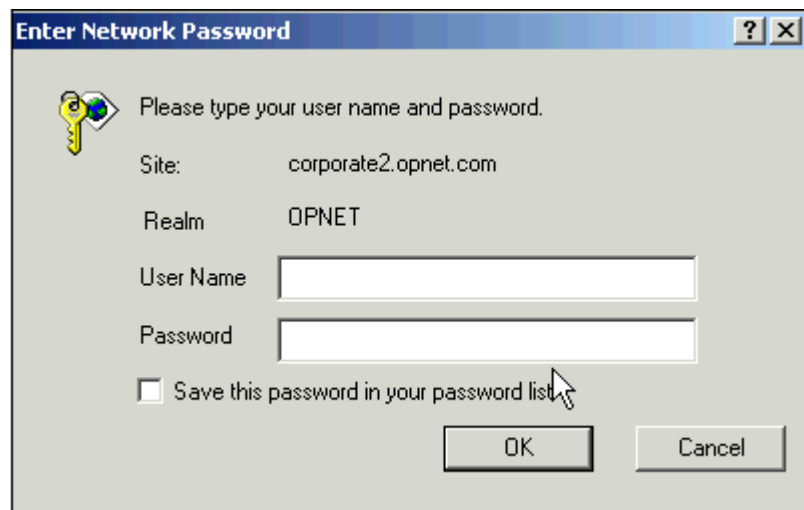 Enter Network Password
Please type your user name and password.
Site: corporate2.opnet.com
Realm OPNET
User Name
Password
Save this password in your password list
OK Cancel